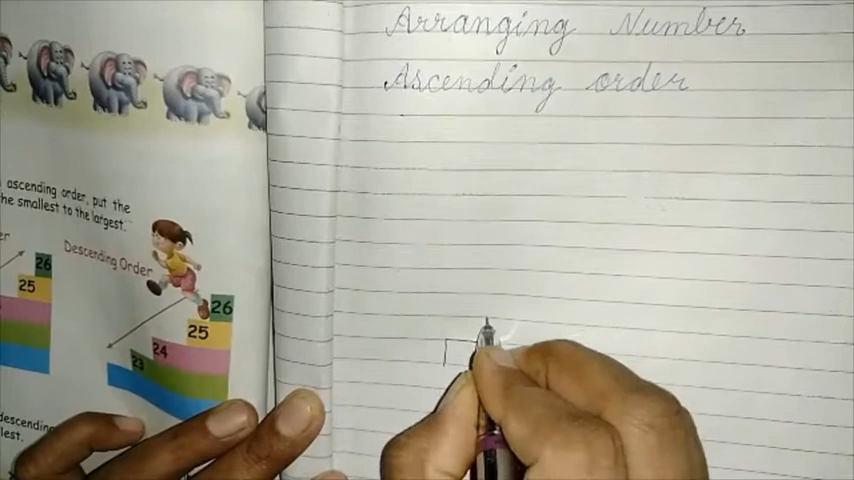 Arranging Number
Ascending order
ascending order, put the
he smallest to the largest.
Descending Order
26
25
26
25
24
23
descending